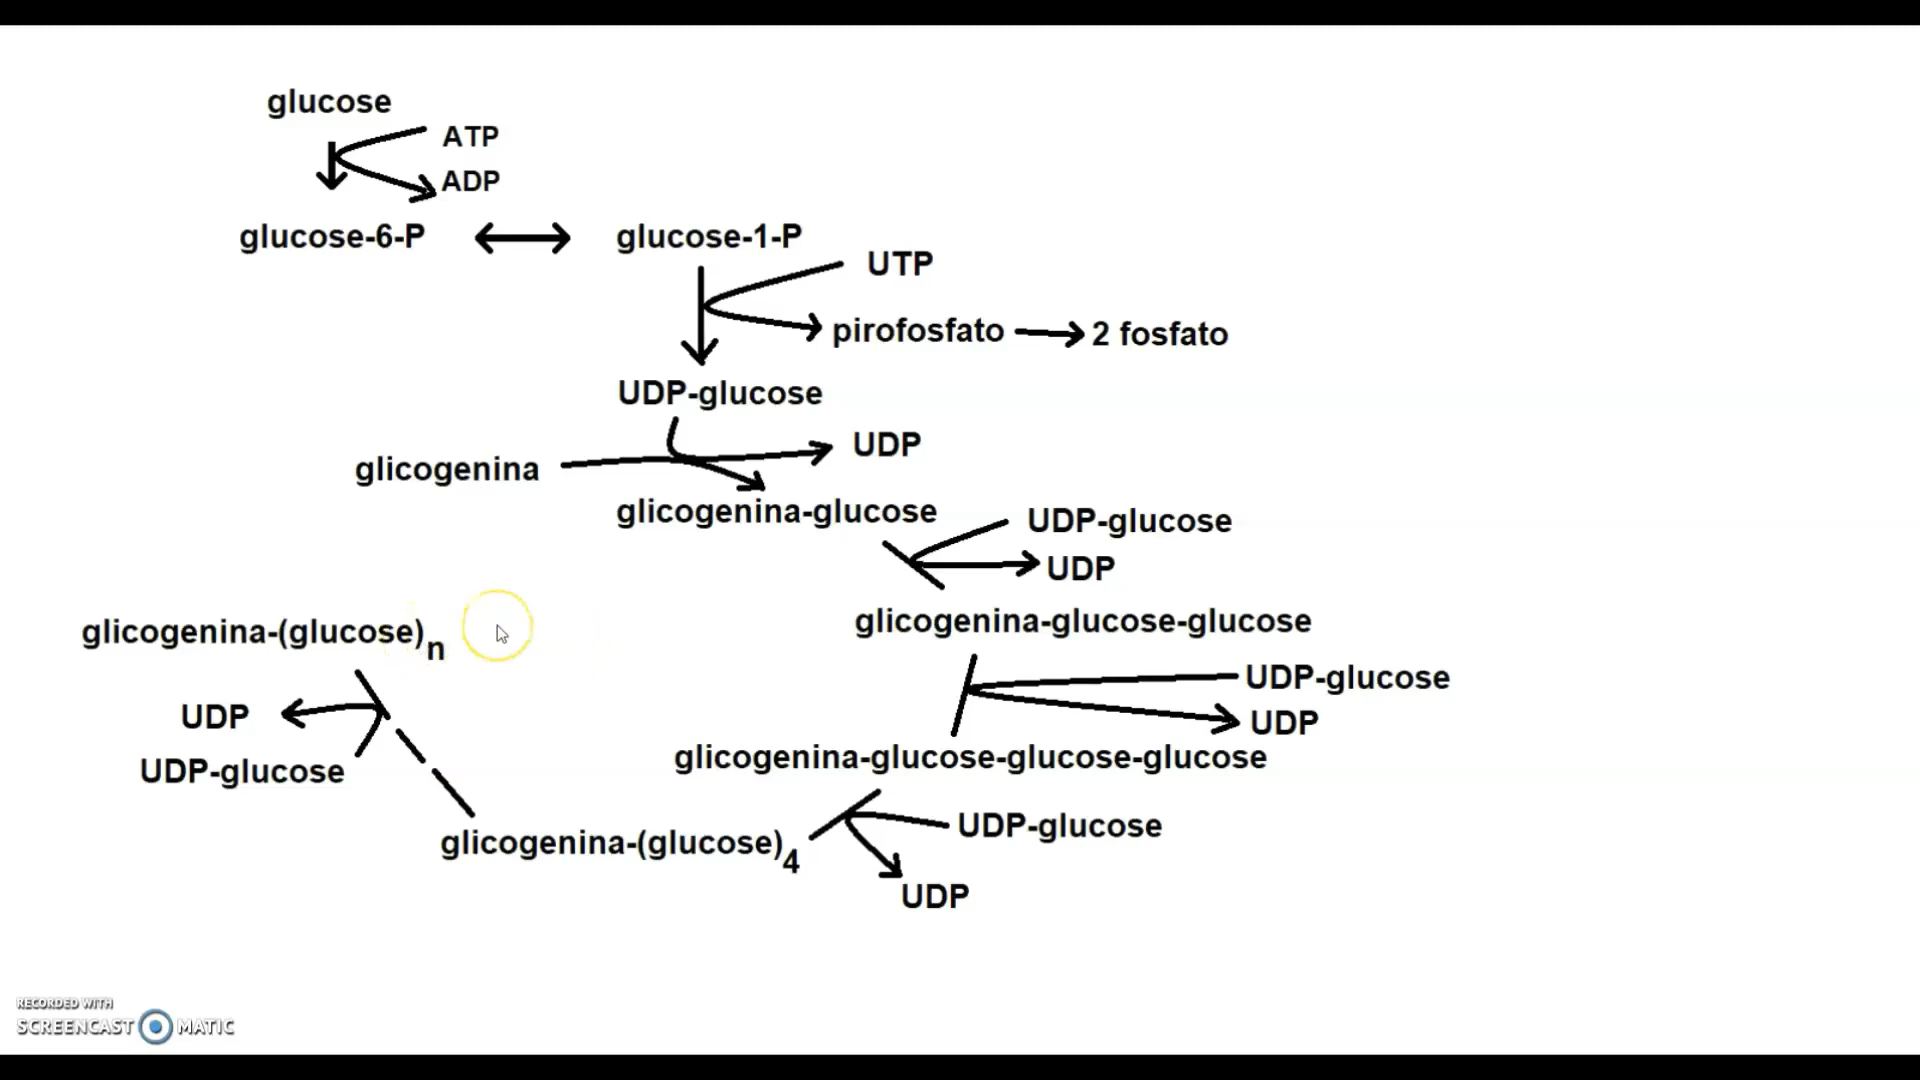 glucose
ATP
ADP
glucose-6-P
glucose-1-P
UTP
pirofosfato
2 fosfato
UDP-glucose
UDP
glicogenina
glicogenina-glucose
UDP-glucose
UDP
glicogenina-glucose-glucose
UDP-glucose
UDP
glicogenina-glucose-glucose-glucose
UDP-glucose
UDP
glicogenina-(glucose)4
glicogenina-(glucose)n
UDP
UDP-glucose
RECORDED WITH
SCREENCAST MATIC